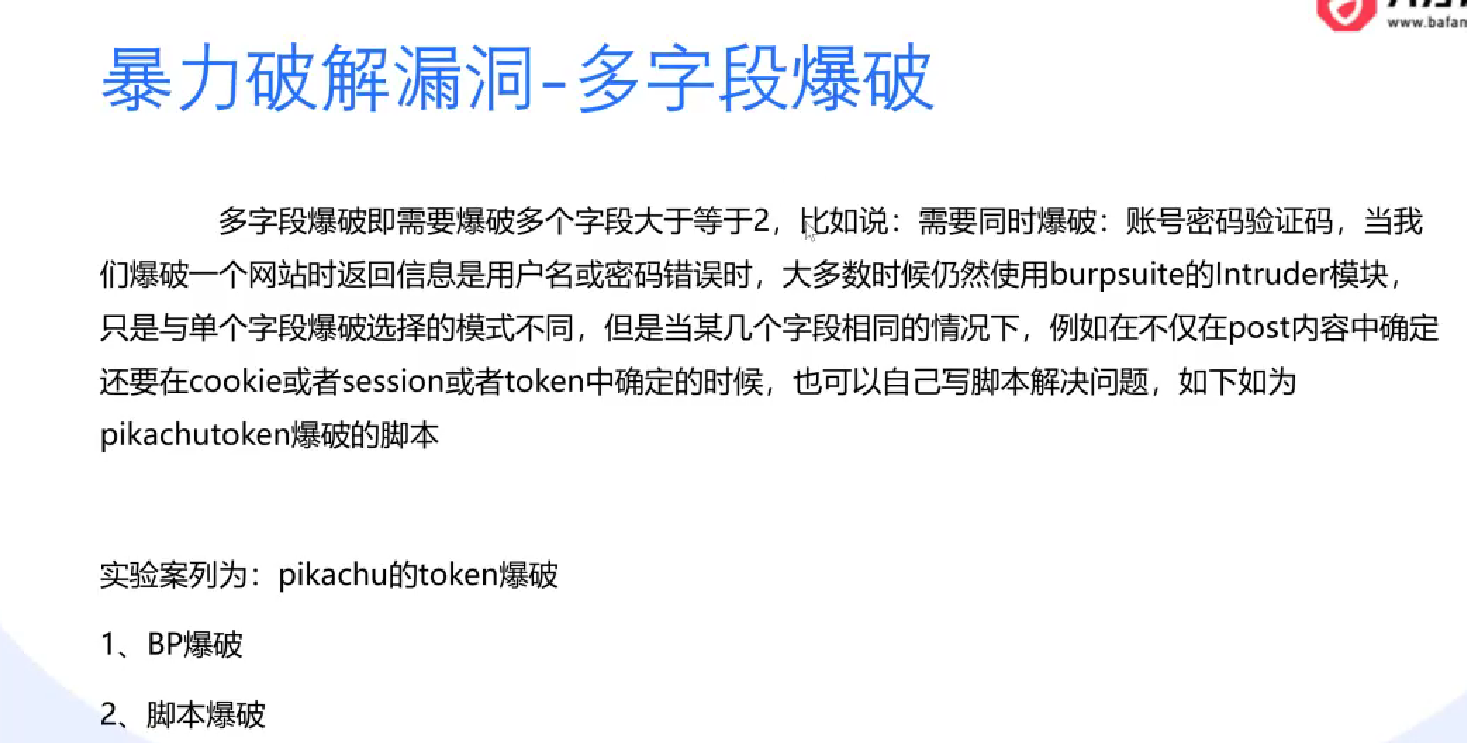 www.bafan
暴力破解漏洞-多字段爆破
多字段爆破即需要爆破多个字段大于等于2，比如说：需要同时爆破：账号密码验证码，当我
们爆破一个网站时返回信息是用户名或密码错误时，大多数时候仍然使用burpsuite的Intruder模块，
只是与单个字段爆破选择的模式不同，但是当某几个字段相同的情况下，例如在不仅在post内容中确定
还要在cookie或者session或者token中确定的时候，也可以自己写脚本解决问题，如下如为
pikachutoken爆破的脚本
实验案列为：pikachu的token爆破
1、BP爆破
2、脚本爆破